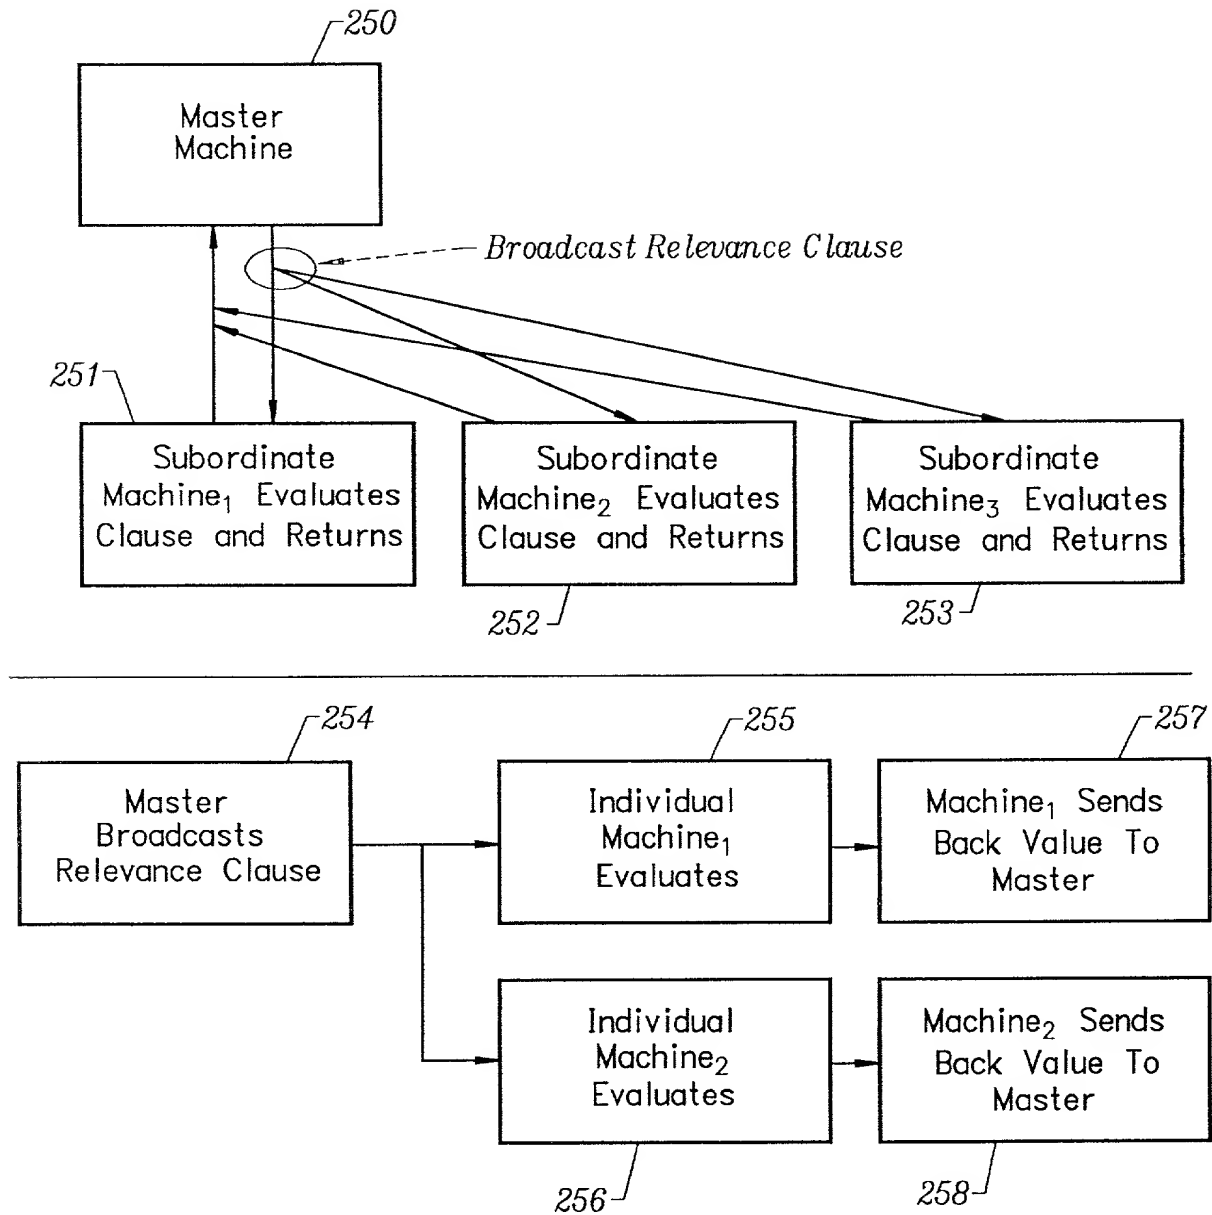 250
Master
Machine
Broadcast Relevance Clause
251
Subordinate
Machine₁ Evaluates
Clause and Returns
Subordinate
Machine₂ Evaluates
Clause and Returns
Subordinate
Machine₃ Evaluates
Clause and Returns
252
253
254
255
257
Master
Broadcasts
Relevance Clause
Individual
Machine₁
Evaluates
Machine₁ Sends
Back Value To
Master
Individual
Machine₂
Evaluates
Machine₂ Sends
Back Value To
Master
256
258